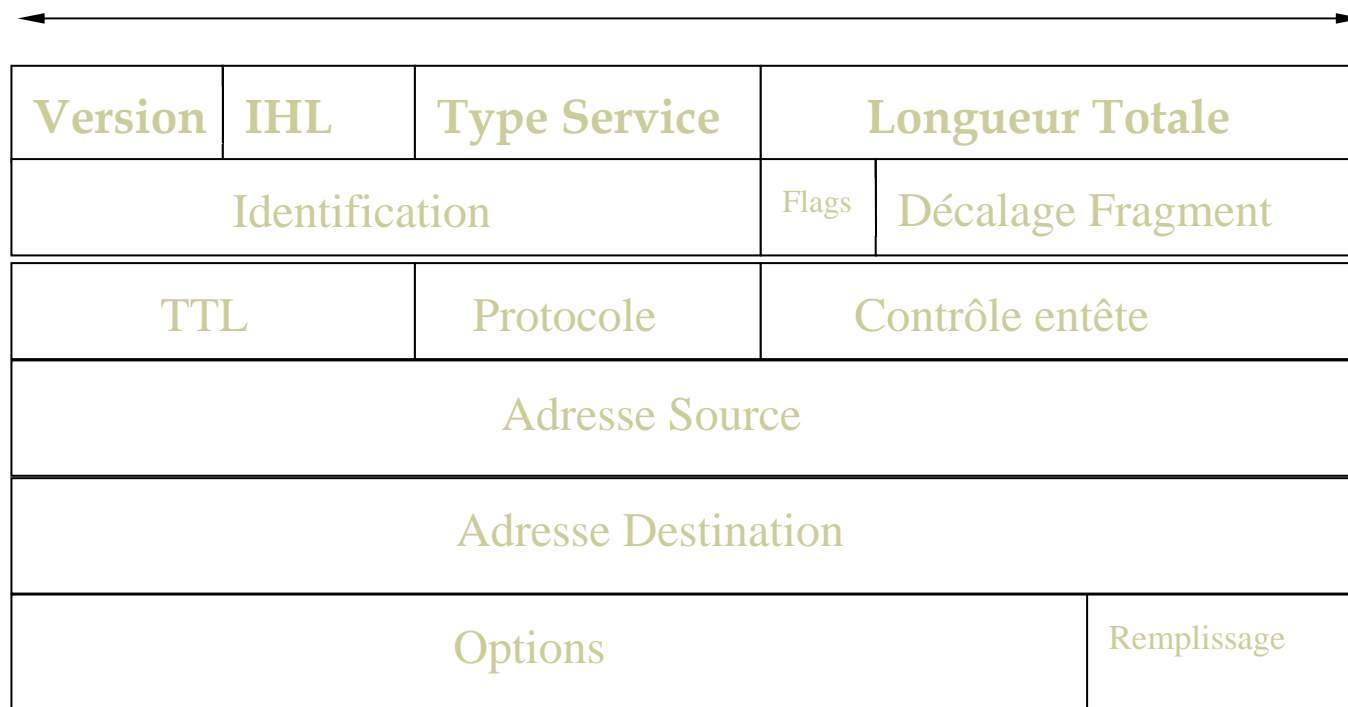 Version IHL Type Service Longueur Totale
Identification Flags Décalage Fragment
TTL Protocole Contrôle entête
Adresse Source
Adresse Destination
Options Remplissage